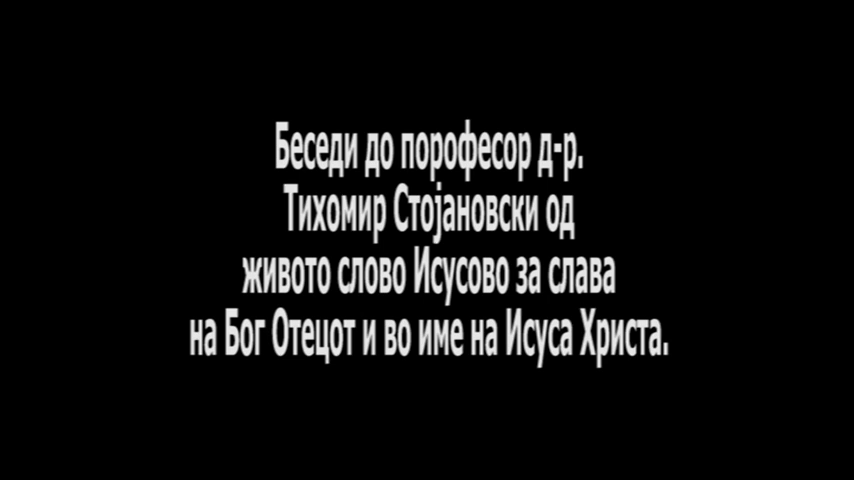 Беседи до порофесор д-р.
Тихомир Стојановски од
живото слово Исусово за слава
на Бог Отецот и во име на Исуса Христа.